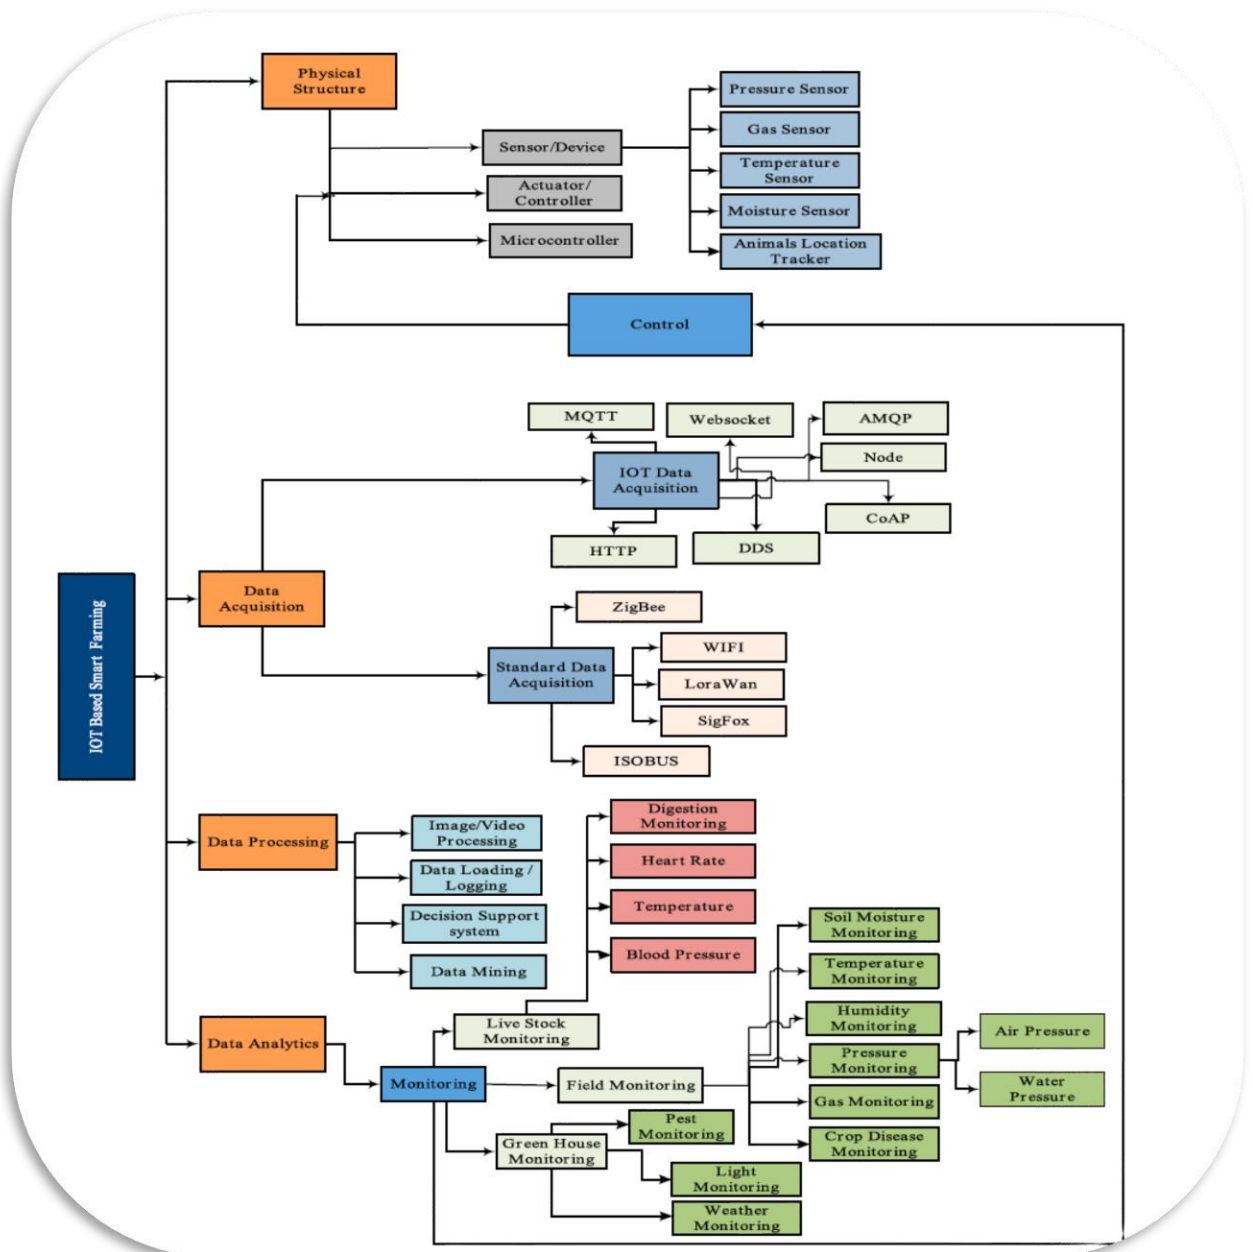 Physical
Structure
Sensor/Device
Actuator/
Controller
Microcontroller
Pressure Sensor
Gas Sensor
Temperature
Sensor
Moisture Sensor
Animals Location
Tracker
Control
MQTT
Websocket
AMQP
Node
IOT Data
Acquisition
CoAP
HTTP
DDS
Data
Acquisition
IOT Based Smart Farming
ZigBee
WIFI
Standard Data
Acquisition
LoraWan
SigFox
ISOBUS
Data Processing
Image/Video
Processing
Data Loading /
Logging
Decision Support
system
Data Mining
Digestion
Monitoring
Heart Rate
Temperature
Blood Pressure
Data Analytics
Live Stock
Monitoring
Monitoring
Field Monitoring
Soil Moisture
Monitoring
Temperature
Monitoring
Humidity
Monitoring
Pressure
Monitoring
Air Pressure
Water
Pressure
Gas Monitoring
Crop Disease
Monitoring
Green House
Monitoring
Pest
Monitoring
Light
Monitoring
Weather
Monitoring